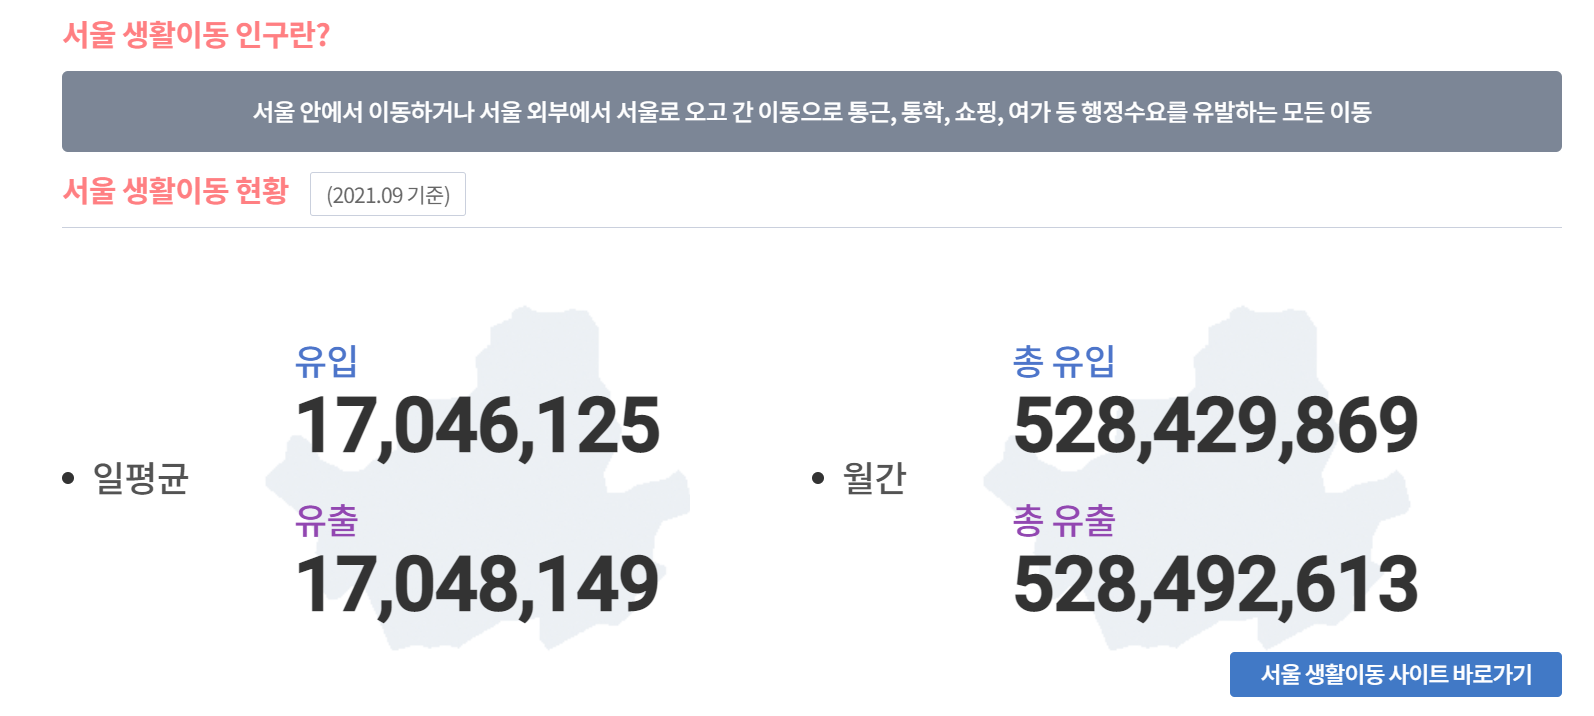 서울 생활이동 인구란?
서울 안에서 이동하거나 서울 외부에서 서울로 오고 간 이동으로 통근, 통학, 쇼핑, 여가 등 행정수요를 유발하는 모든 이동
서울 생활이동 현황 (2021.09 기준)
• 일평균
유입
17,046,125
유출
17,048,149
• 월간
총 유입
528,429,869
총 유출
528,492,613
서울 생활이동 사이트 바로가기